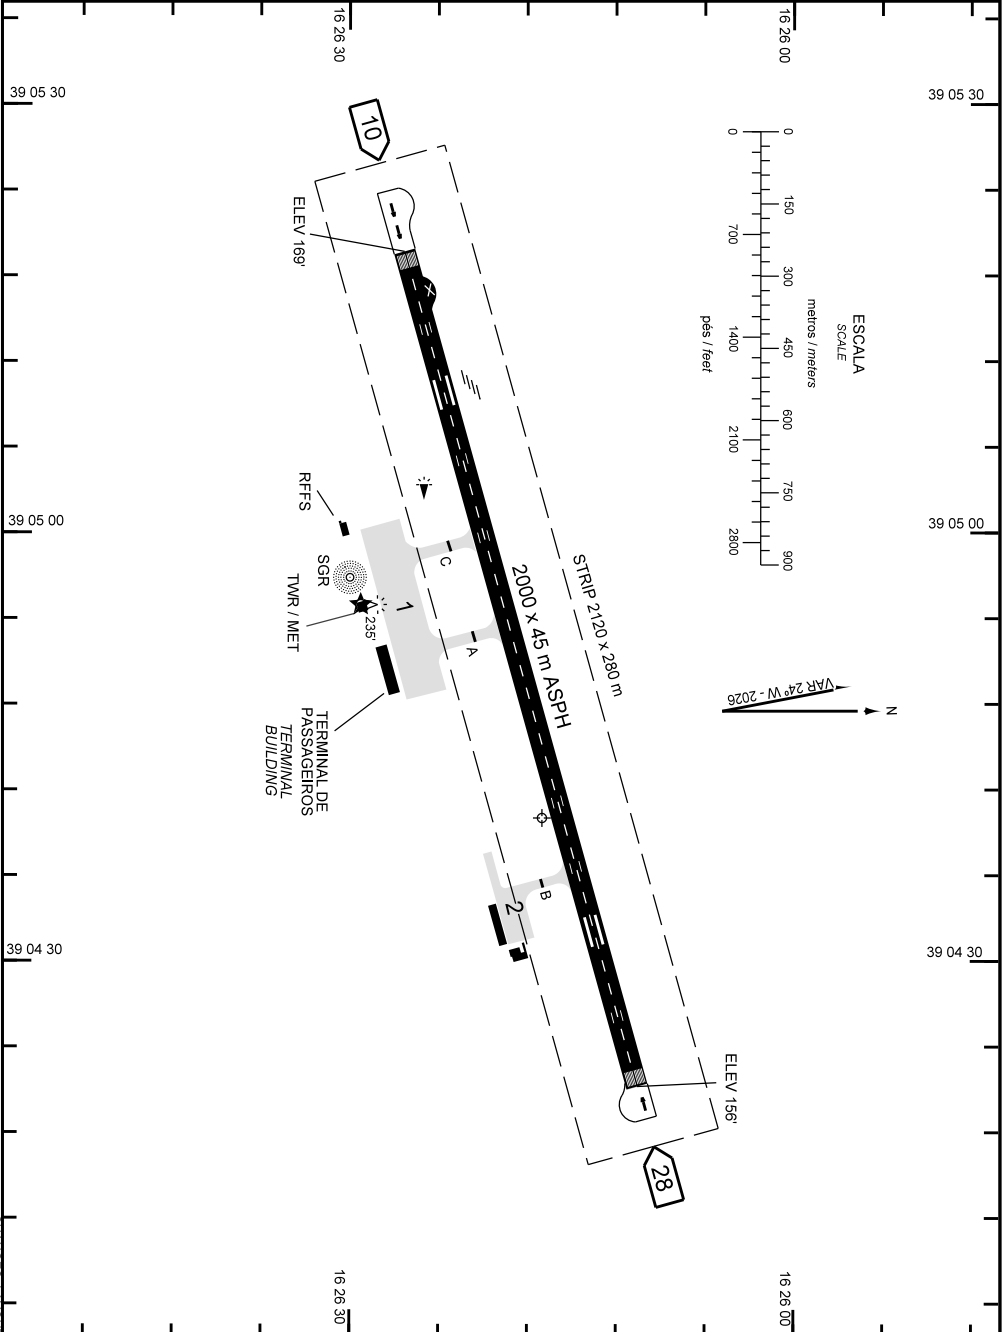 16 26 30
16 26 00
39 05 30
39 05 30
10
ELEV 169'
ESCALA
SCALE
metros / meters
0 150 300 450 600 750 900
0 700 1400 2100 2800
pés / feet
X
RFFS
39 05 00
39 05 00
SGR
TWR / MET
235'
1
C
A
STRIP 2120 x 280 m
2000 x 45 m ASPH
N
VAR 24° W - 2026
TERMINAL DE
PASSAGEIROS
TERMINAL
BUILDING
B
2
39 04 30
39 04 30
ELEV 156'
28
16 26 30
16 26 00